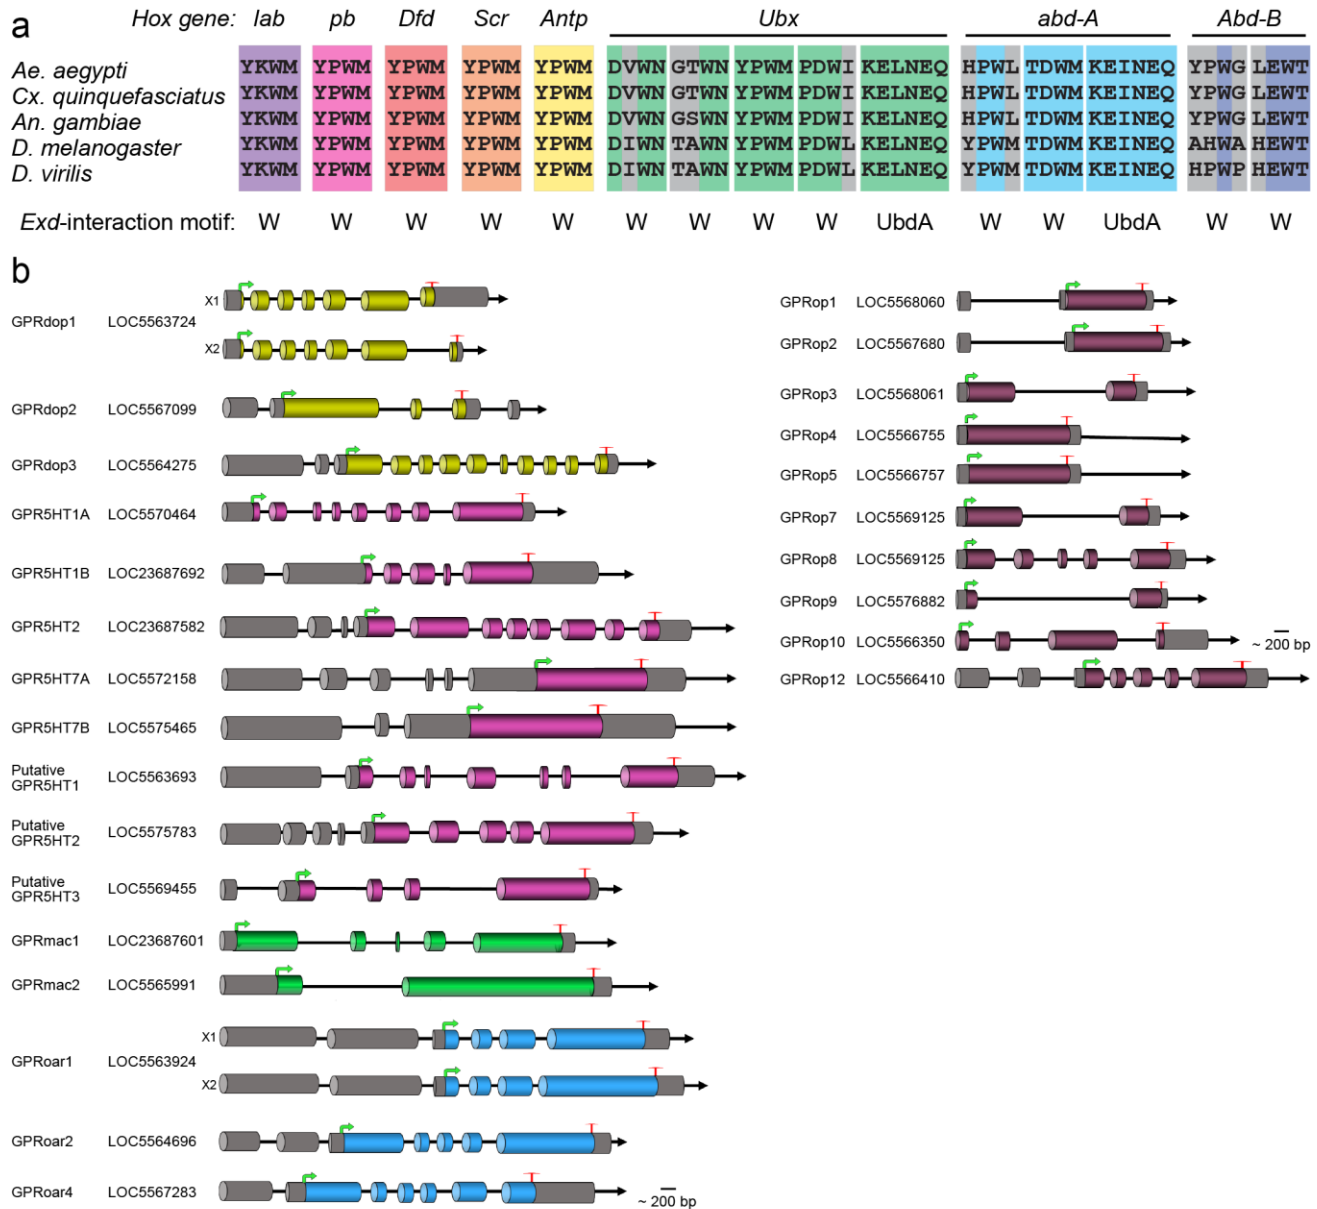 a
Hox gene: lab pb Dfd Scr Antp Ubx abd-A Abd-B
Ae. aegypti YKWM YPWM YPWM YPWM YPWM DVWN GTWN YPWM PDWI KELNEQ HPWL TDWM KEINEQ YPWG LEWT
Cx. quinquefasciatus YKWM YPWM YPWM YPWM YPWM DVWN GTWN YPWM PDWI KELNEQ HPWL TDWM KEINEQ YPWG LEWT
An. gambiae YKWM YPWM YPWM YPWM YPWM DVWN GSWN YPWM PDWI KELNEQ HPWL TDWM KEINEQ YPWG LEWT
D. melanogaster YKWM YPWM YPWM YPWM YPWM DIWN TAWN YPWM PDWL KELNEQ YPWM TDWM KEINEQ AHWA HEWT
D. virilis YKWM YPWM YPWM YPWM YPWM DIWN TAWN YPWM PDWL KELNEQ YPWM TDWM KEINEQ HPWP HEWT
Exd-interaction motif: W W W W W W W W W UbdA W W UbdA W W
b
X1
GPRdop1 LOC5563724
X2
GPRdop2 LOC5567099
GPRdop3 LOC5564275
GPR5HT1A LOC5570464
GPR5HT1B LOC23687692
GPR5HT2 LOC23687582
GPR5HT7A LOC5572158
GPR5HT7B LOC5575465
Putative
GPR5HT1 LOC5563693
Putative
GPR5HT2 LOC5575783
Putative
GPR5HT3 LOC5569455
GPRmac1 LOC23687601
GPRmac2 LOC5565991
X1
GPRoar1 LOC5563924
X2
GPRoar2 LOC5564696
GPRoar4 LOC5567283
~ 200 bp
GPRop1 LOC5568060
GPRop2 LOC5567680
GPRop3 LOC5568061
GPRop4 LOC5566755
GPRop5 LOC5566757
GPRop7 LOC5569125
GPRop8 LOC5569125
GPRop9 LOC5576882
GPRop10 LOC5566350
~ 200 bp
GPRop12 LOC5566410